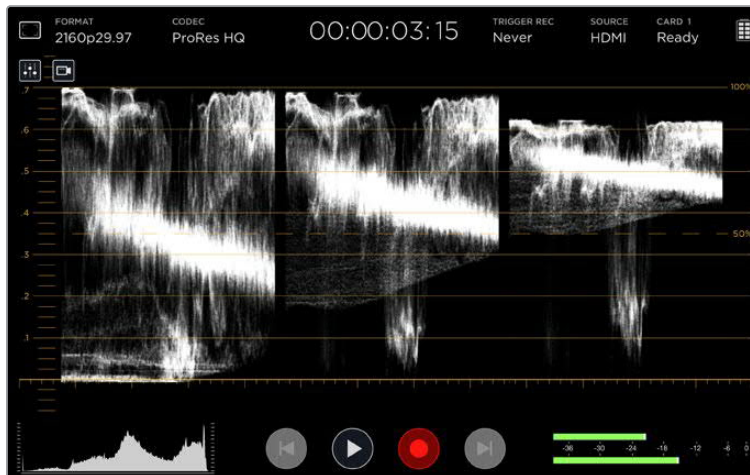 FORMAT
2160p29.97
CODEC
ProRes HQ
00:00:03:15
TRIGGER REC
Never
SOURCE
HDMI
CARD 1
Ready
100%
.7
.6
.5
.4
50%
.3
.2
.1
-36 -30 -24 -18 -12 -6 0